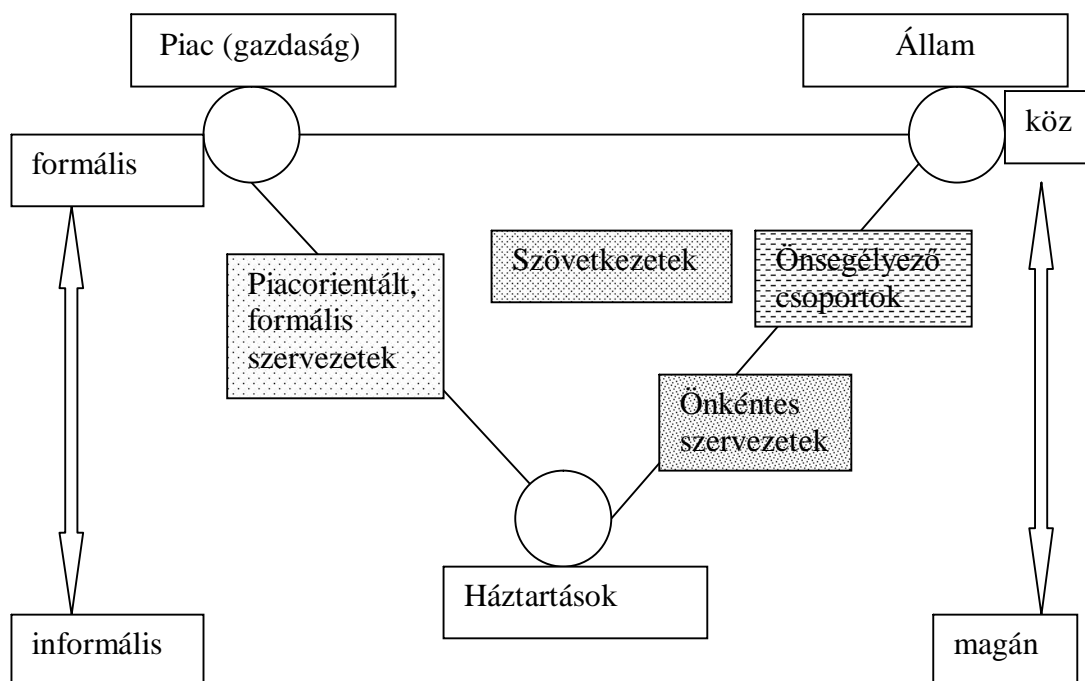 Piac (gazdaság)
Állam
köz
formális
Szövetkezetek
Önsegélyező
csoportok
Piacorientált,
formális
szervezetek
Önkéntes
szervezetek
Háztartások
informális
magán